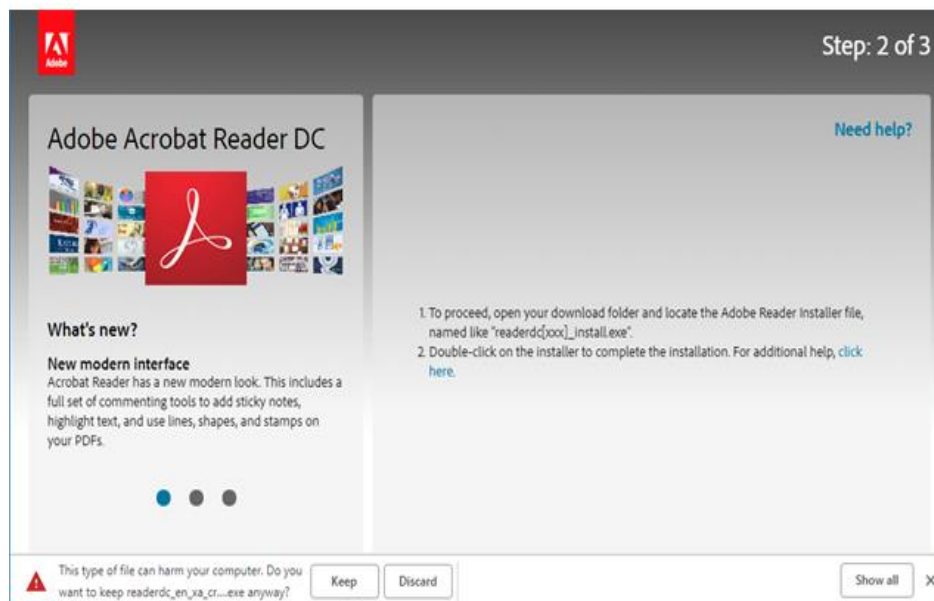 Adobe
Step: 2 of 3
Adobe Acrobat Reader DC
What's new?
New modern interface
Acrobat Reader has a new modern look. This includes a
full set of commenting tools to add sticky notes,
highlight text, and use lines, shapes, and stamps on
your PDFs.
Need help?
1. To proceed, open your download folder and locate the Adobe Reader Installer file,
named like "readerdc[xxx]_install.exe".
2. Double-click on the installer to complete the installation. For additional help, click
here.
This type of file can harm your computer. Do you
want to keep readerdc_en_xa_cr....exe anyway?
Keep
Discard
Show all